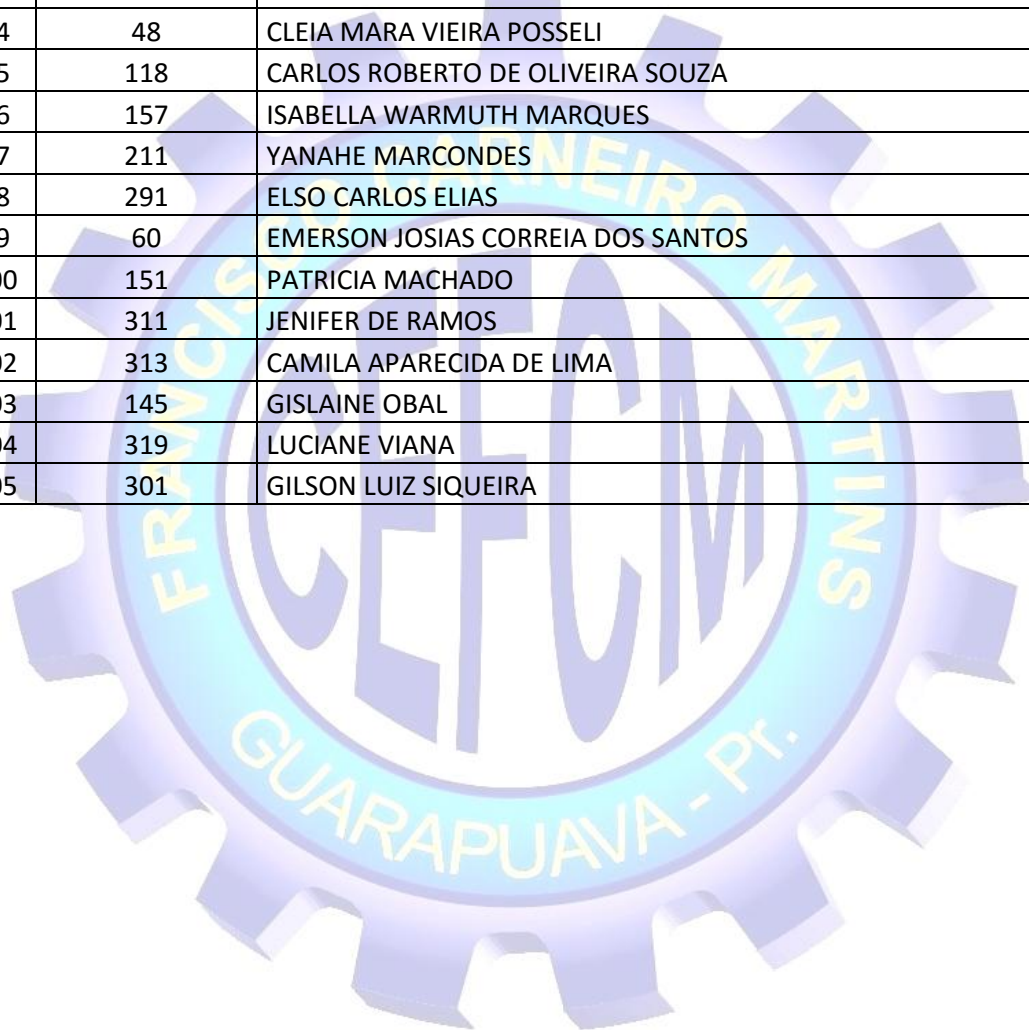 4 48 CLEIA MARA VIEIRA POSSELI
5 118 CARLOS ROBERTO DE OLIVEIRA SOUZA
6 157 ISABELLA WARMUTH MARQUES
7 211 YANAHE MARCONDES
8 291 ELSO CARLOS ELIAS
9 60 EMERSON JOSIAS CORREIA DOS SANTOS
00 151 PATRICIA MACHADO
01 311 JENIFER DE RAMOS
02 313 CAMILA APARECIDA DE LIMA
03 145 GISLAINE OBAL
04 319 LUCIANE VIANA
05 301 GILSON LUIZ SIQUEIRA
FRANCISCO CARNEIRO MARTINS
CEFCM
GUARAPUAVA - Pr.